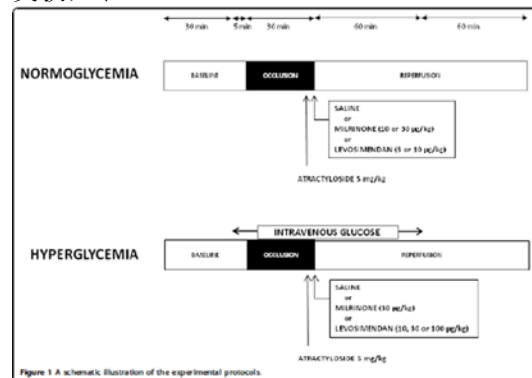 30 min 5 min 30 min 60 min 60 min
NORMOGLYCEMIA
BASELINE OCCLUSION REPERFUSION
SALINE
or
MILRINONE (10 or 30 µg/kg)
or
LEVOSIMENDAN (3 or 10 µg/kg)
ATRACTYLOSIDE 5 mg/kg
INTRAVENOUS GLUCOSE
HYPERGLYCEMIA
BASELINE OCCLUSION REPERFUSION
SALINE
or
MILRINONE (30 µg/kg)
or
LEVOSIMENDAN (10, 30 or 100 µg/kg)
ATRACTYLOSIDE 5 mg/kg
Figure 1 A schematic illustration of the experimental protocols.